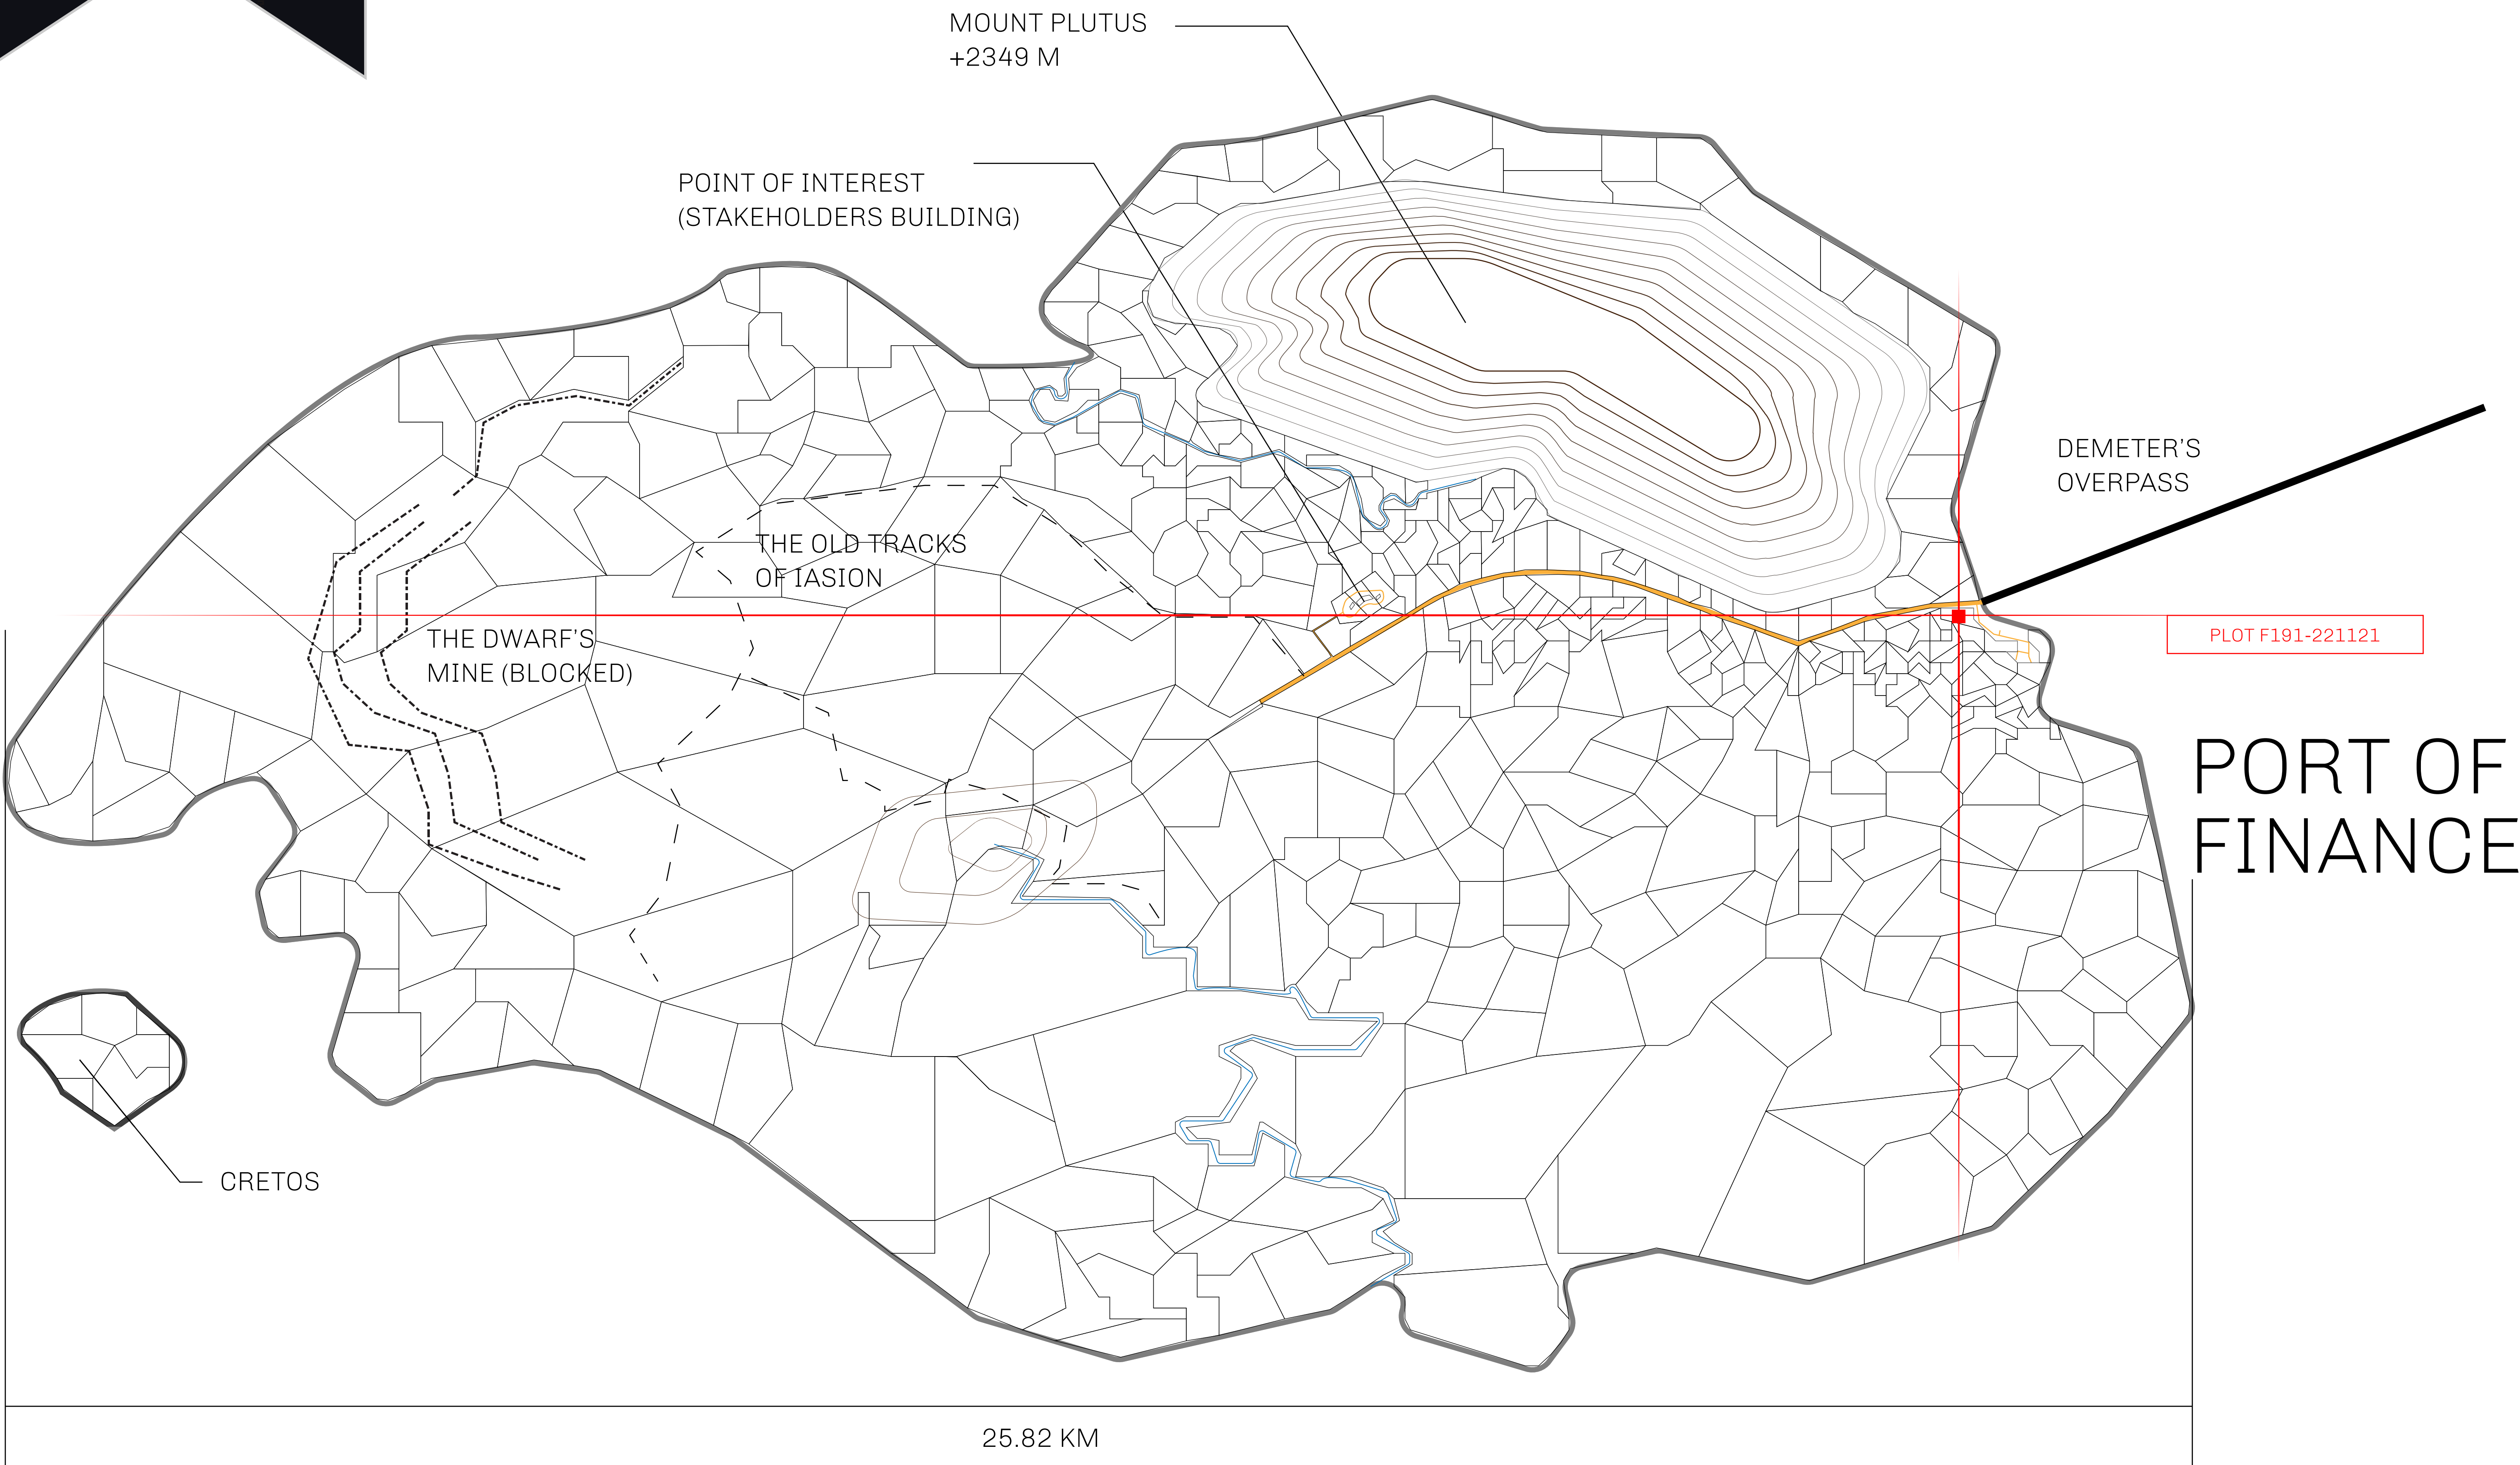 MOUNT PLUTUS
+2349 M
POINT OF INTEREST
(STAKEHOLDERS BUILDING)
DEMETER'S
OVERPASS
THE OLD TRACKS
OF IASION
THE DWARF'S
MINE (BLOCKED)
PLOT F191-221121
PORT OF
FINANCE
CRETOS
25.82 KM